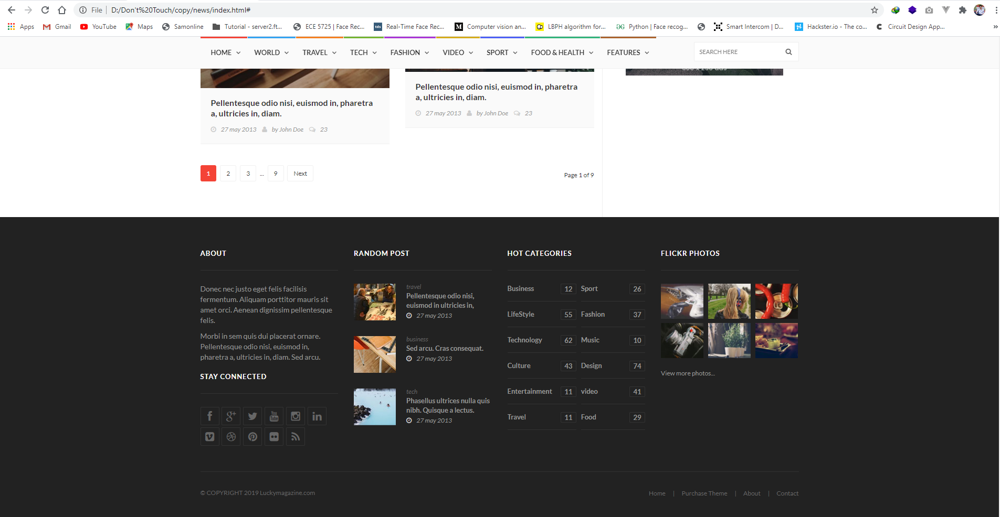 File | D:/Don't%20Touch/copy/news/index.html#
Apps Gmail YouTube Maps Samonline Tutorial - server2.ft... ECE 5725 | Face Rec... tds Real-Time Face Rec... Computer vision an... LBPH algorithm for... Python | Face recog... Smart Intercom | D... Hackster.io - The co... Circuit Design App... »
HOME WORLD TRAVEL TECH FASHION VIDEO SPORT FOOD & HEALTH FEATURES SEARCH HERE
Pellentesque odio nisi, euismod in, pharetra
a, ultricies in, diam.
27 may 2013 by John Doe 23
Pellentesque odio nisi, euismod in, pharetra
a, ultricies in, diam.
27 may 2013 by John Doe 23
1 2 3 ... 9 Next
Page 1 of 9
ABOUT
Donec nec justo eget felis facilisis
fermentum. Aliquam porttitor mauris sit
amet orci. Aenean dignissim pellentesque
felis.
Morbi in sem quis dui placerat ornare.
Pellentesque odio nisi, euismod in,
pharetra a, ultricies in, diam. Sed arcu.
STAY CONNECTED
You Tube
RANDOM POST
travel
Pellentesque odio nisi,
euismod in ultricies in,
27 may 2013
business
Sed arcu. Cras consequat.
27 may 2013
tech
Phasellus ultrices nulla quis
nibh. Quisque a lectus.
27 may 2013
HOT CATEGORIES
Business 12 Sport 26
LifeStyle 55 Fashion 37
Technology 62 Music 10
Culture 43 Design 74
Entertainment 11 video 41
Travel 11 Food 29
FLICKR PHOTOS
View more photos...
© COPYRIGHT 2019 Luckymagazine.com
Home | Purchase Theme | About | Contact